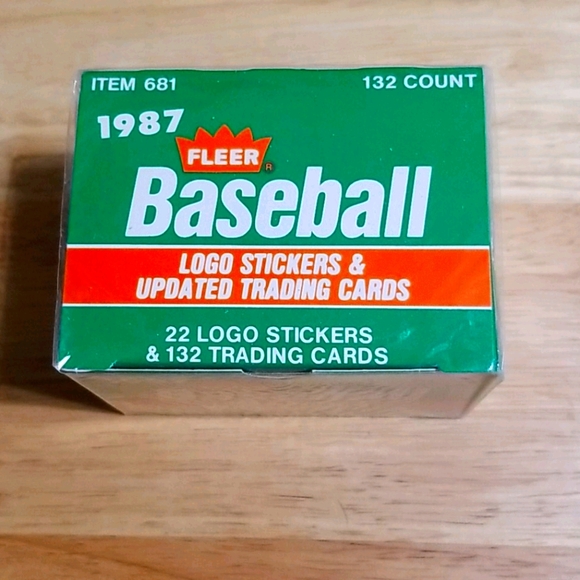 ITEM 681 132 COUNT
1987
FLEER®
Baseball
LOGO STICKERS &
UPDATED TRADING CARDS
22 LOGO STICKERS
& 132 TRADING CARDS